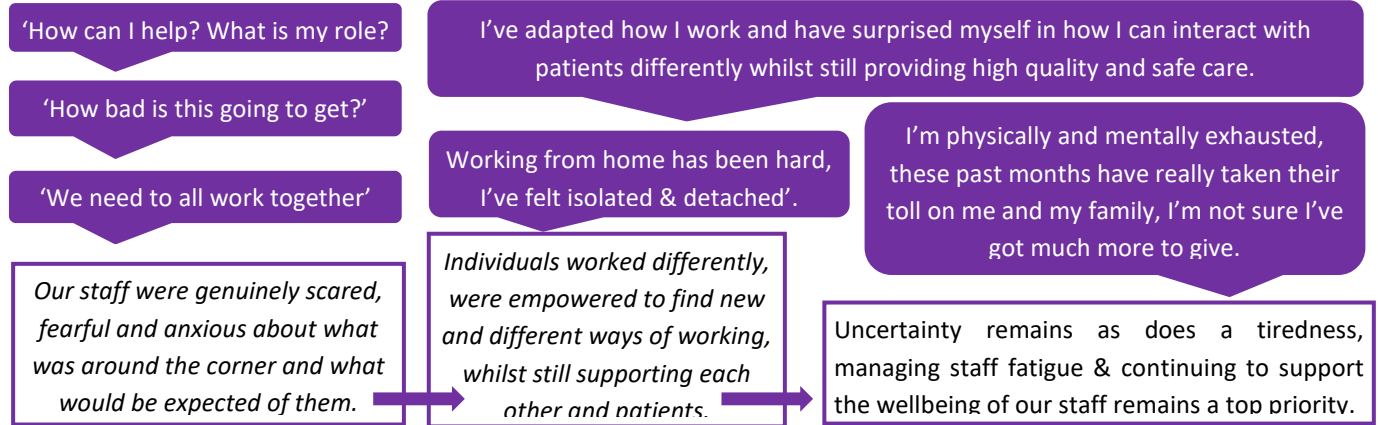 ‘How can I help? What is my role?
‘How bad is this going to get?’
‘We need to all work together’
Our staff were genuinely scared,
fearful and anxious about what
was around the corner and what
would be expected of them.
I’ve adapted how I work and have surprised myself in how I can interact with
patients differently whilst still providing high quality and safe care.
Working from home has been hard,
I’ve felt isolated & detached’.
Individuals worked differently,
were empowered to find new
and different ways of working,
whilst still supporting each
other and patients.
I’m physically and mentally exhausted,
these past months have really taken their
toll on me and my family, I’m not sure I’ve
got much more to give.
Uncertainty remains as does a tiredness,
managing staff fatigue & continuing to support
the wellbeing of our staff remains a top priority.